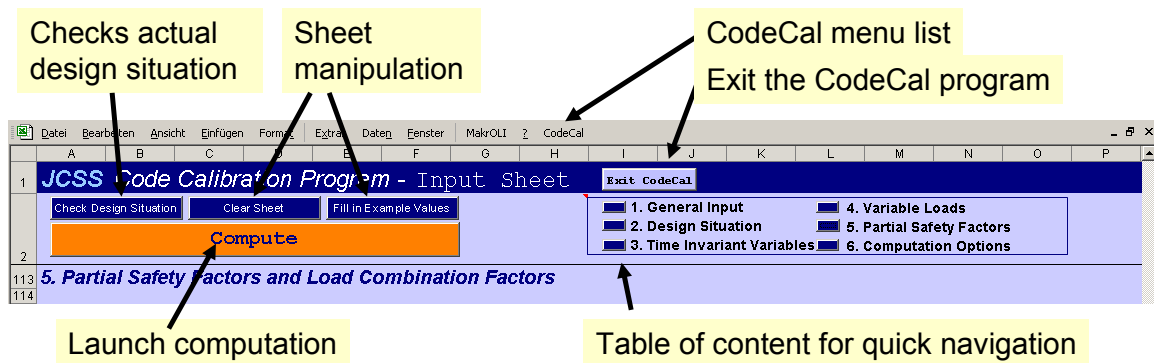 Checks actual
design situation
Sheet
manipulation
CodeCal menu list
Exit the CodeCal program
Datei Bearbeiten Ansicht Einfügen Format Extras Daten Fenster MakrOLI ? CodeCal
A B C D E F G H I J K L M N O P
1 JCSS Code Calibration Program - Input Sheet Exit CodeCal
Check Design Situation Clear Sheet Fill in Example Values
Compute
1. General Input 4. Variable Loads
2. Design Situation 5. Partial Safety Factors
3. Time Invariant Variables 6. Computation Options
2
113 5. Partial Safety Factors and Load Combination Factors
114
Launch computation
Table of content for quick navigation